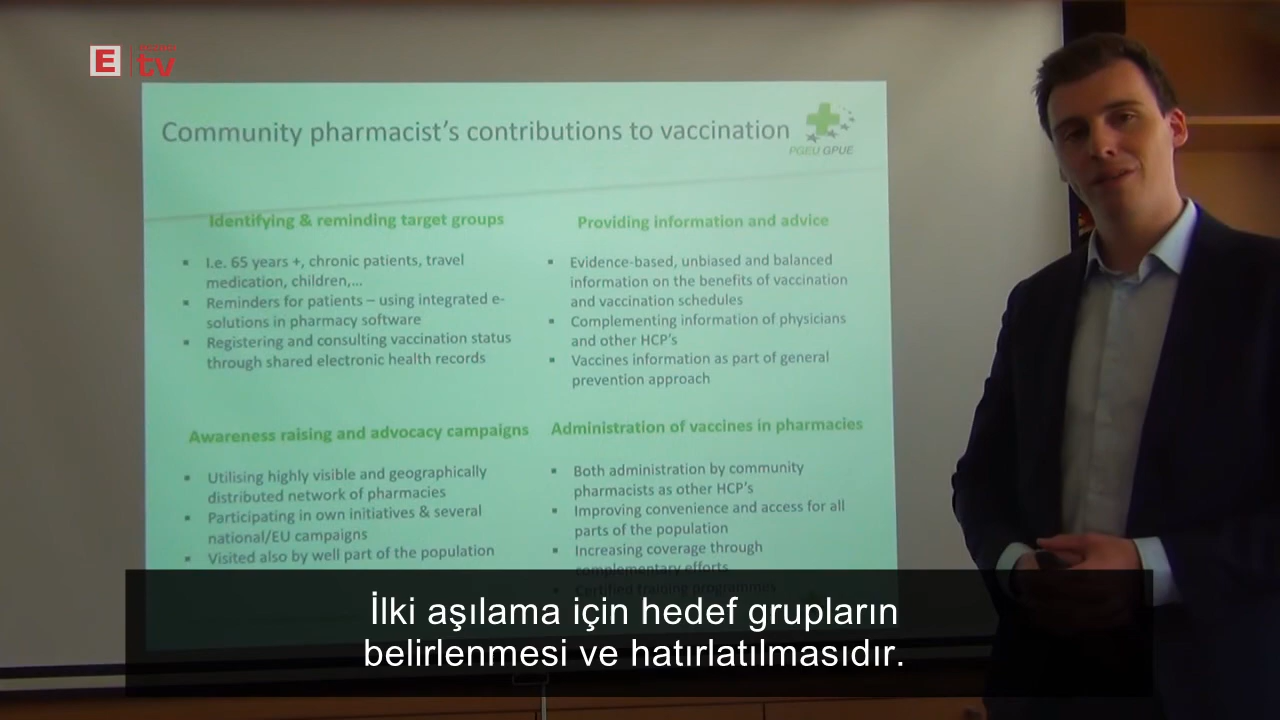 E
tv
Community pharmacist's contributions to vaccination
PGEU GPUE
Identifying & reminding target groups
▪ I.e. 65 years +, chronic patients, travel
medication, children,...
▪ Reminders for patients – using integrated e-
solutions in pharmacy software
▪ Registering and consulting vaccination status
through shared electronic health records
Providing information and advice
▪ Evidence-based, unbiased and balanced
information on the benefits of vaccination
and vaccination schedules
▪ Complementing information of physicians
and other HCP's
▪ Vaccines information as part of general
prevention approach
Awareness raising and advocacy campaigns
▪ Utilising highly visible and geographically
distributed network of pharmacies
▪ Participating in own initiatives & several
national/EU campaigns
▪ Visited also by well part of the population
Administration of vaccines in pharmacies
▪ Both administration by community
pharmacists as other HCP's
▪ Improving convenience and access for all
parts of the population
▪ Increasing coverage through
complementary efforts
▪ Certified training programmes
İlki aşılama için hedef grupların
belirlenmesi ve hatırlatılmasıdır.